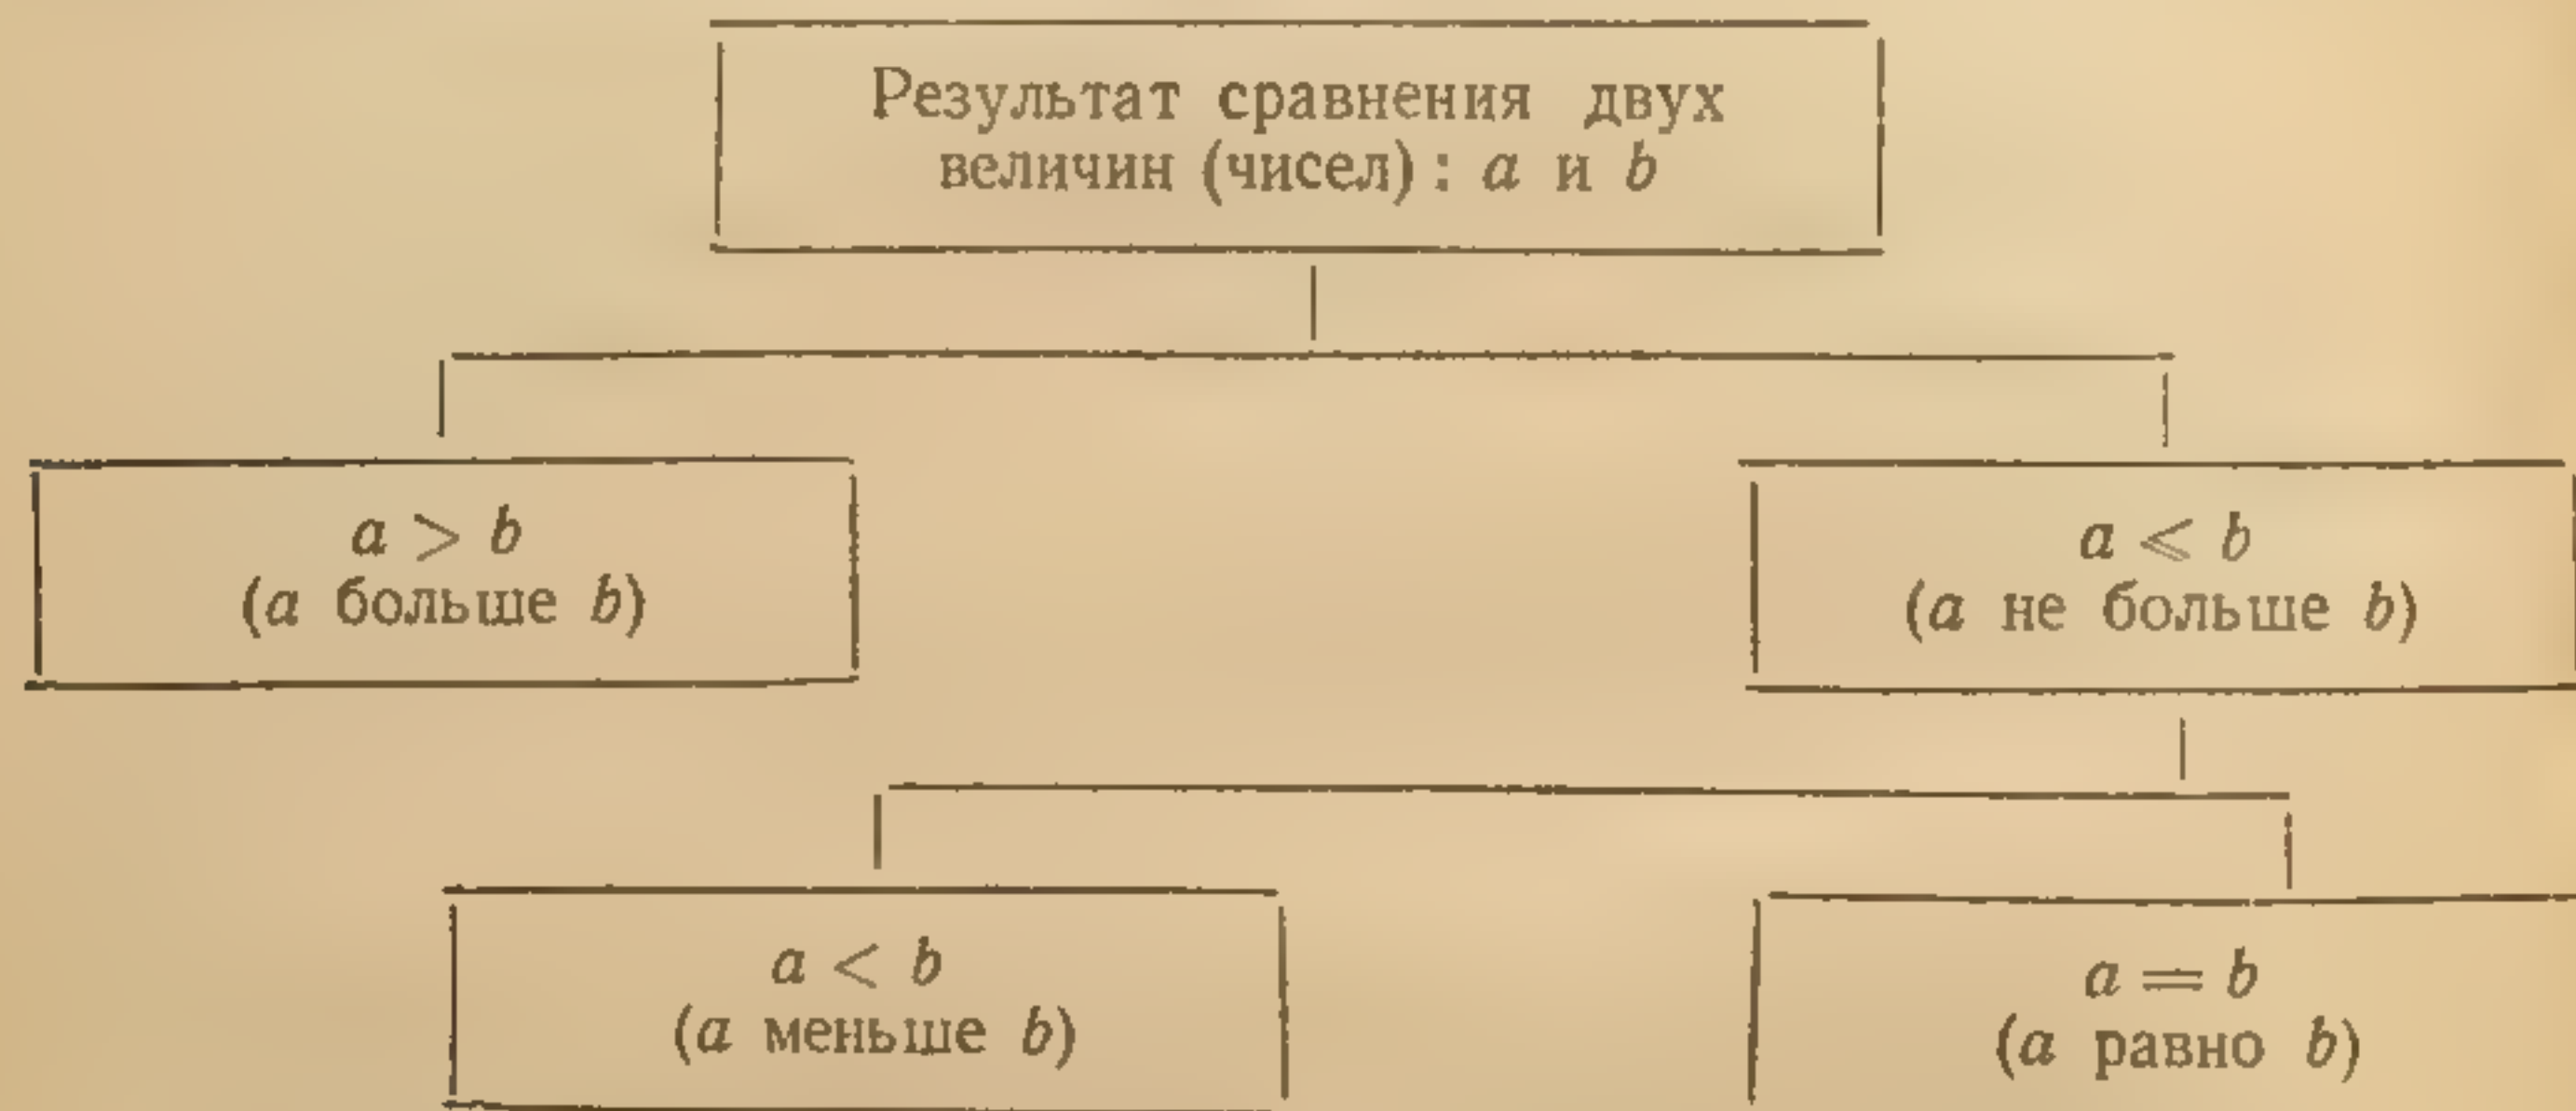 Результат сравнения двух
величин (чисел): a и b
a > b
(a больше b)
a ⩽ b
(a не больше b)
a < b
(a меньше b)
a = b
(a равно b)